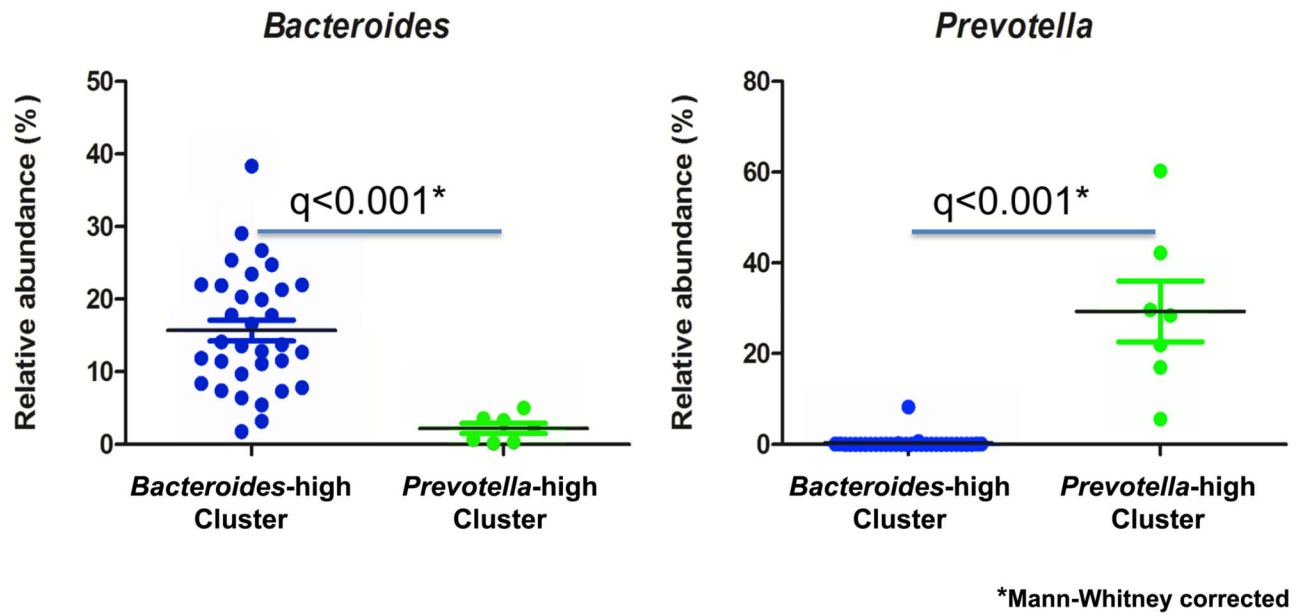 Bacteroides
Relative abundance (%)
50
40
30
20
10
0
q<0.001*
Bacteroides-high
Cluster
Prevotella-high
Cluster
Prevotella
Relative abundance (%)
80
60
40
20
0
q<0.001*
Bacteroides-high
Cluster
Prevotella-high
Cluster
*Mann-Whitney corrected